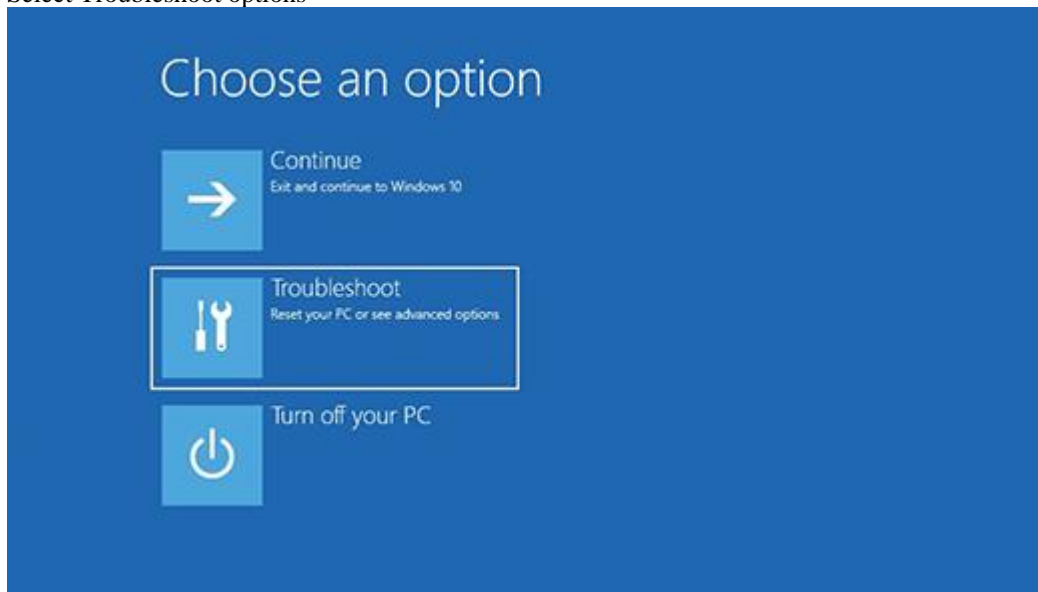 Select Troubleshoot options
Choose an option
Continue
Exit and continue to Windows 10
Troubleshoot
Reset your PC or see advanced options
Turn off your PC